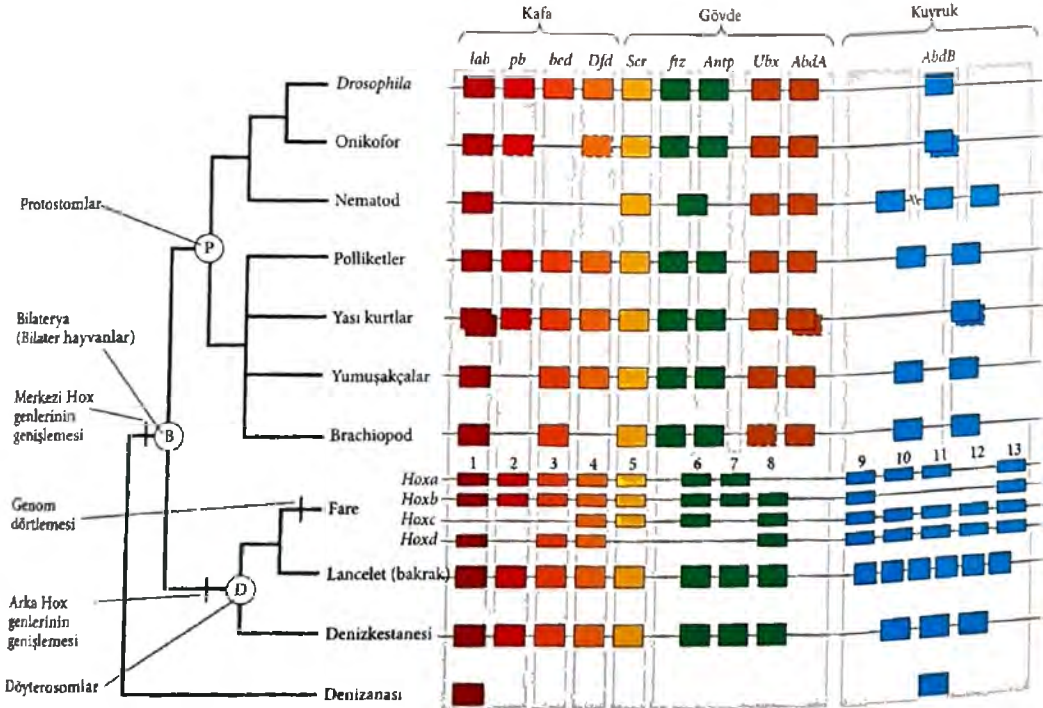 Kafa Gövde Kuyruk
lab pb bcd Dfd Scr ftz Antp Ubx AbdA AbdB
Drosophila
Onikofor
Nematod
Protostomlar
P
Polliketler
Bilaterya
(Bilater hayvanlar)
Yası kurtlar
Merkezi Hox
genlerinin
genişlemesi
Yumuşakçalar
B
Brachiopod
1 2 3 4 5 6 7 8 9 10 11 12 13
Hoxa
Hoxb
Genom
dörtlemesi
Fare
Hoxc
Hoxd
Lancelet (bakrak)
D
Arka Hox
genlerinin
genişlemesi
Denizkestanesi
Döyterosomlar
Denizanası